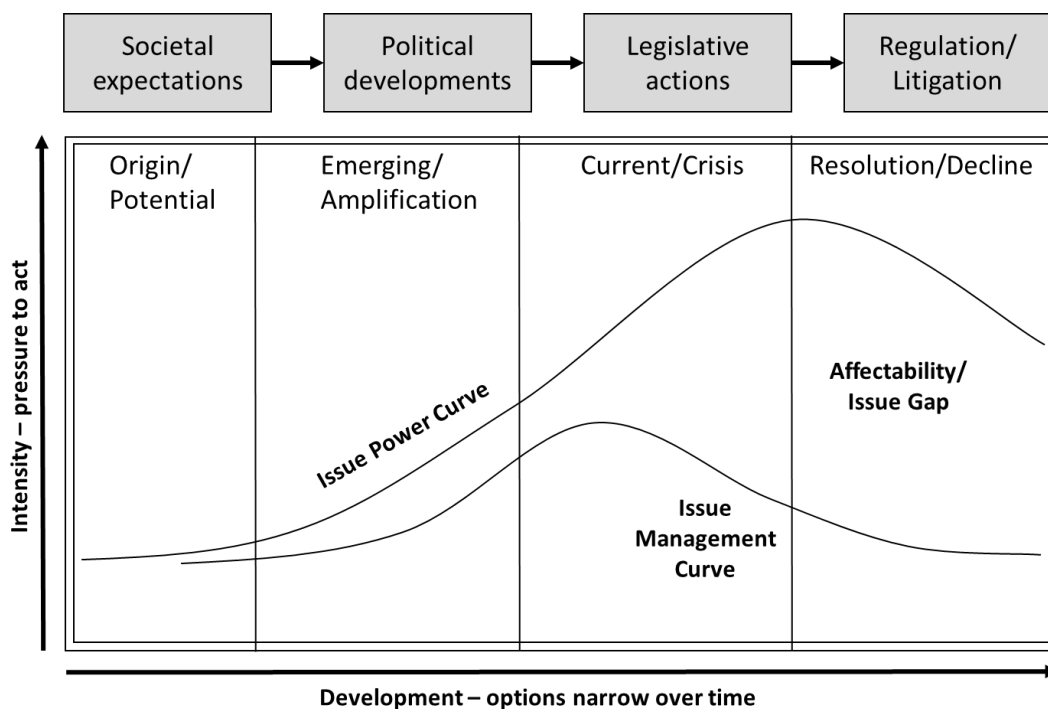 Societal
expectations
Political
developments
Legislative
actions
Regulation/
Litigation
Origin/
Potential
Emerging/
Amplification
Current/Crisis
Resolution/Decline
Intensity – pressure to act
Issue Power Curve
Affectability/
Issue Gap
Issue
Management
Curve
Development – options narrow over time